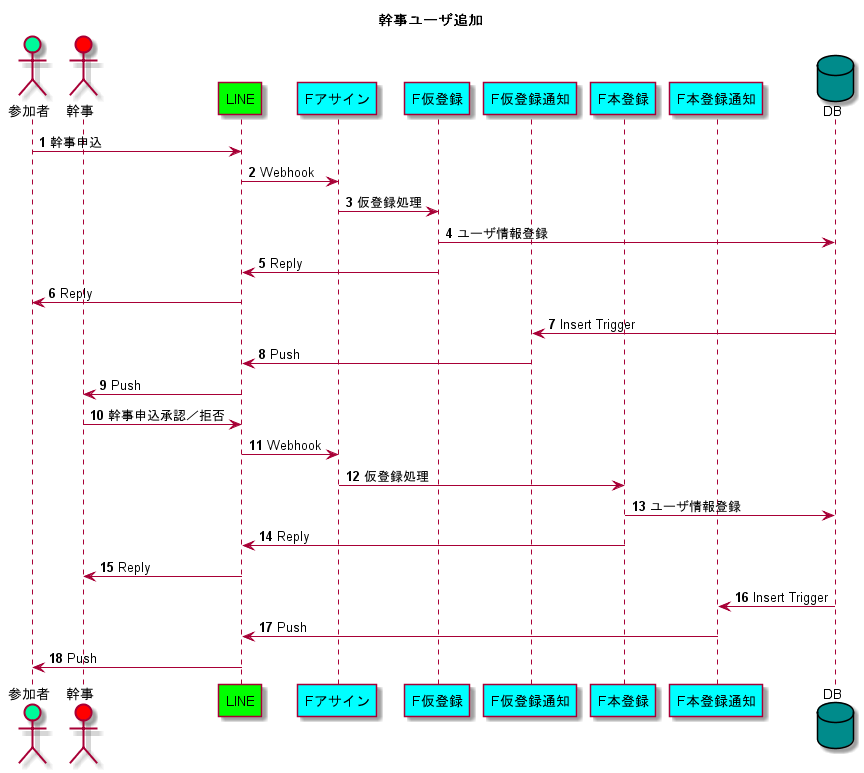 幹事ユーザ追加
参加者 幹事 LINE Fアサイン F仮登録 F仮登録通知 F本登録 F本登録通知 DB
1 幹事申込
2 Webhook
3 仮登録処理
4 ユーザ情報登録
5 Reply
6 Reply
7 Insert Trigger
8 Push
9 Push
10 幹事申込承認／拒否
11 Webhook
12 仮登録処理
13 ユーザ情報登録
14 Reply
15 Reply
16 Insert Trigger
17 Push
18 Push
参加者 幹事 LINE Fアサイン F仮登録 F仮登録通知 F本登録 F本登録通知 DB